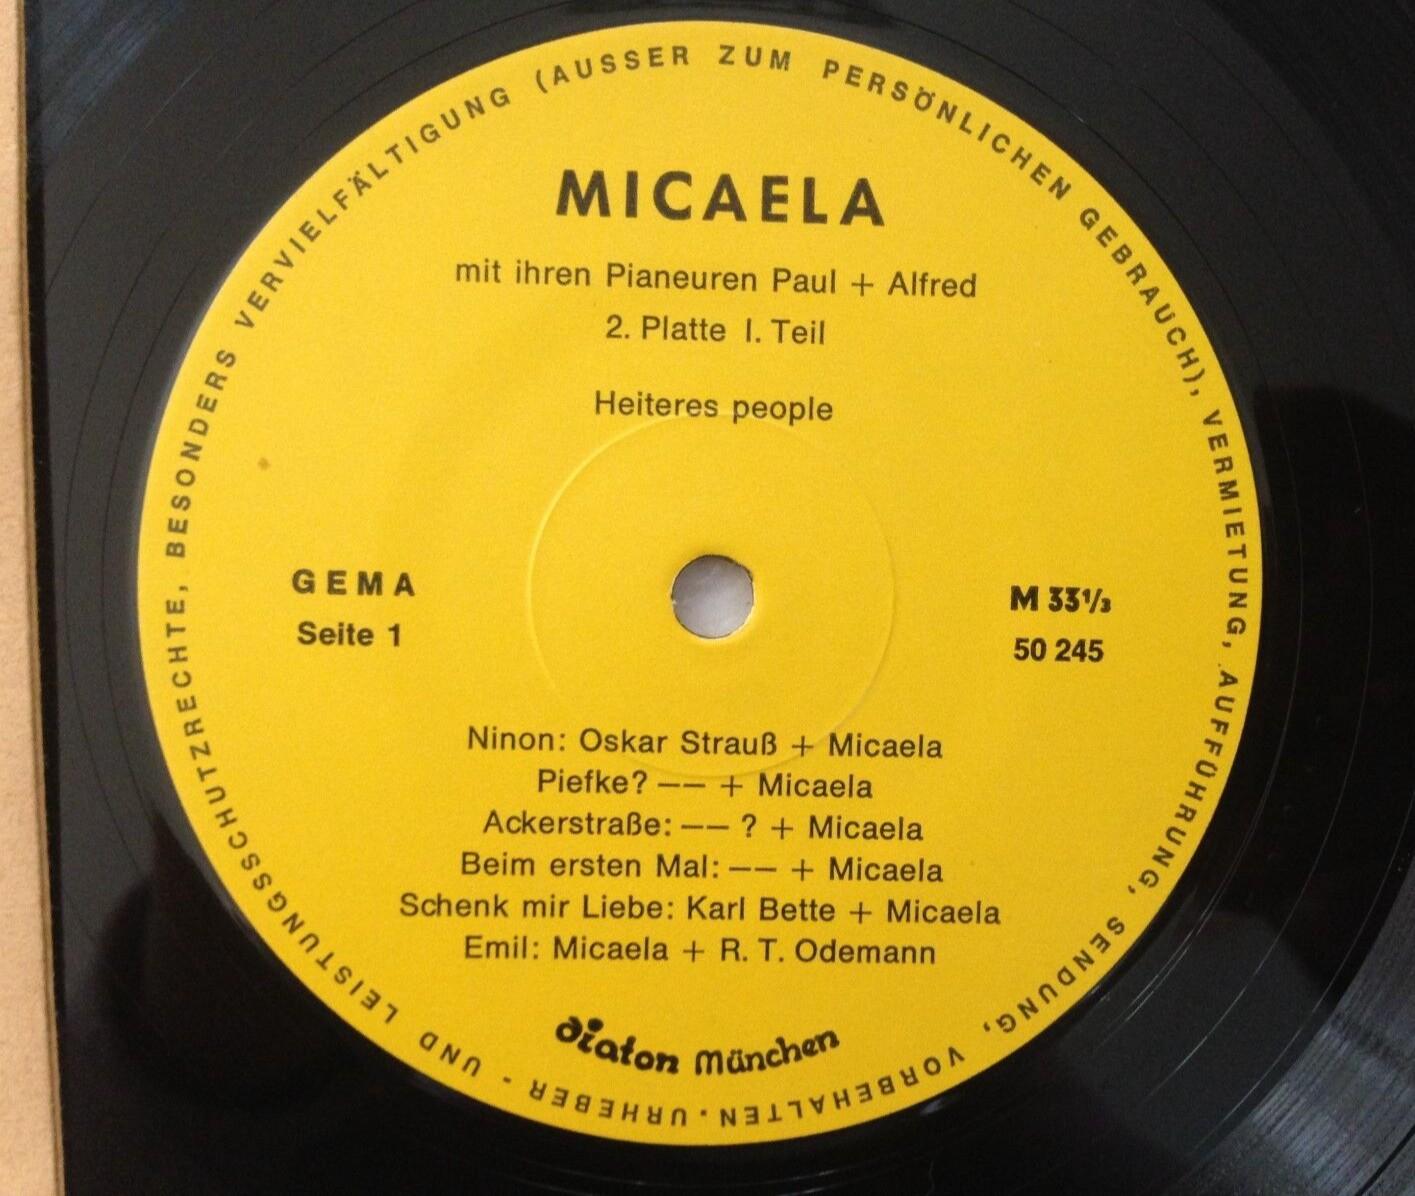 MICAELA
mit ihren Pianeuren Paul + Alfred
2. Platte I. Teil
Heiteres people
GEMA
Seite 1
M 33⅓
50 245
Ninon: Oskar Strauß + Micaela
Piefke? —— + Micaela
Ackerstraße: —— ? + Micaela
Beim ersten Mal: —— + Micaela
Schenk mir Liebe: Karl Bette + Micaela
Emil: Micaela + R. T. Odemann
diaton München
URHEBER - UND LEISTUNGSSCHUTZRECHTE, BESONDERS VERVIELFÄLTIGUNG (AUSSER ZUM PERSÖNLICHEN GEBRAUCH), VERMIETUNG, AUFFÜHRUNG, SENDUNG, VORBEHALTEN.